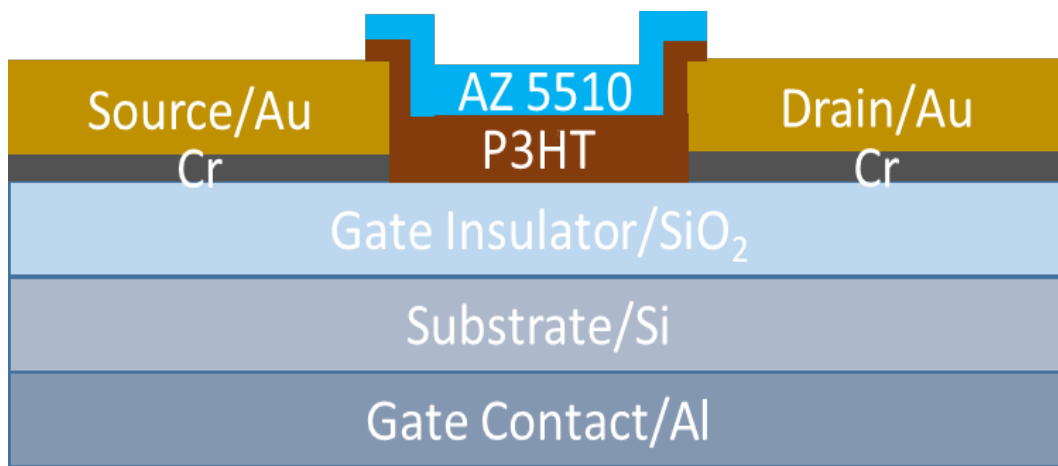 AZ 5510
Source/Au
P3HT
Drain/Au
Cr
Cr
Gate Insulator/SiO₂
Substrate/Si
Gate Contact/Al